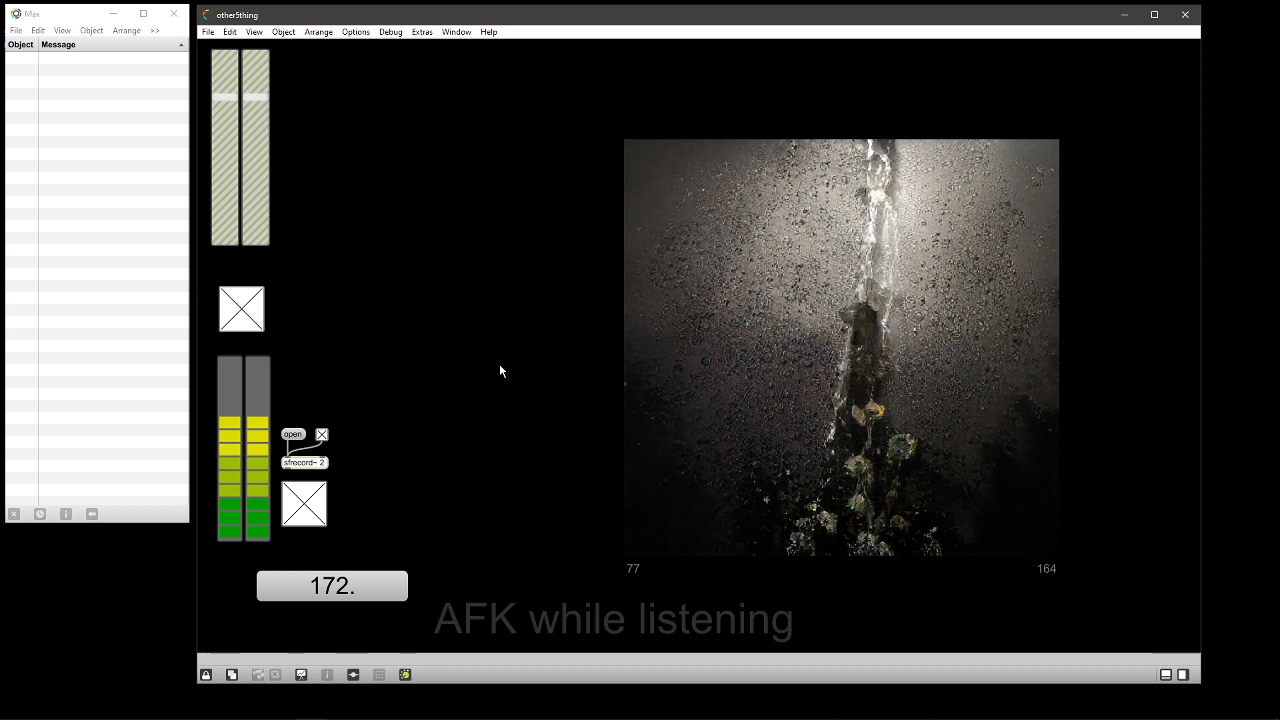 Max
File Edit View Object Arrange >>
Object Message
other5thing
File Edit View Object Arrange Options Debug Extras Window Help
open
sfrecord~ 2
172.
77 164
AFK while listening